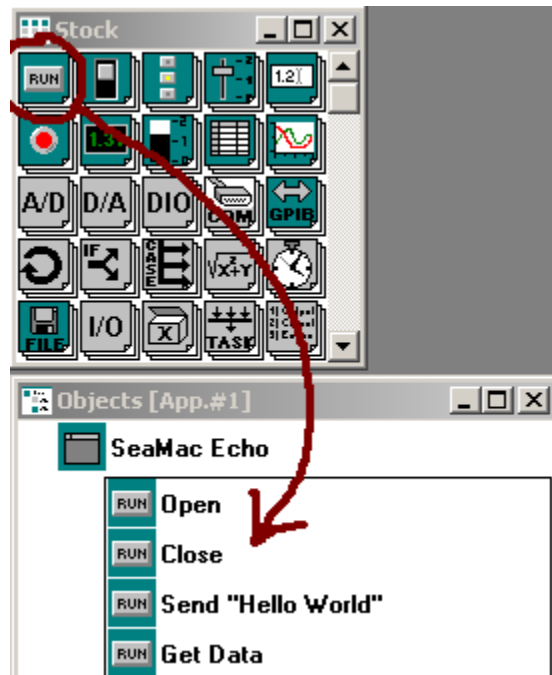 Stock
RUN
1.2
A/D D/A DIO COM GPIB
IF CASE √X²+Y
FILE I/O X TASK
Objects [App.#1]
SeaMac Echo
RUN Open
RUN Close
RUN Send "Hello World"
RUN Get Data